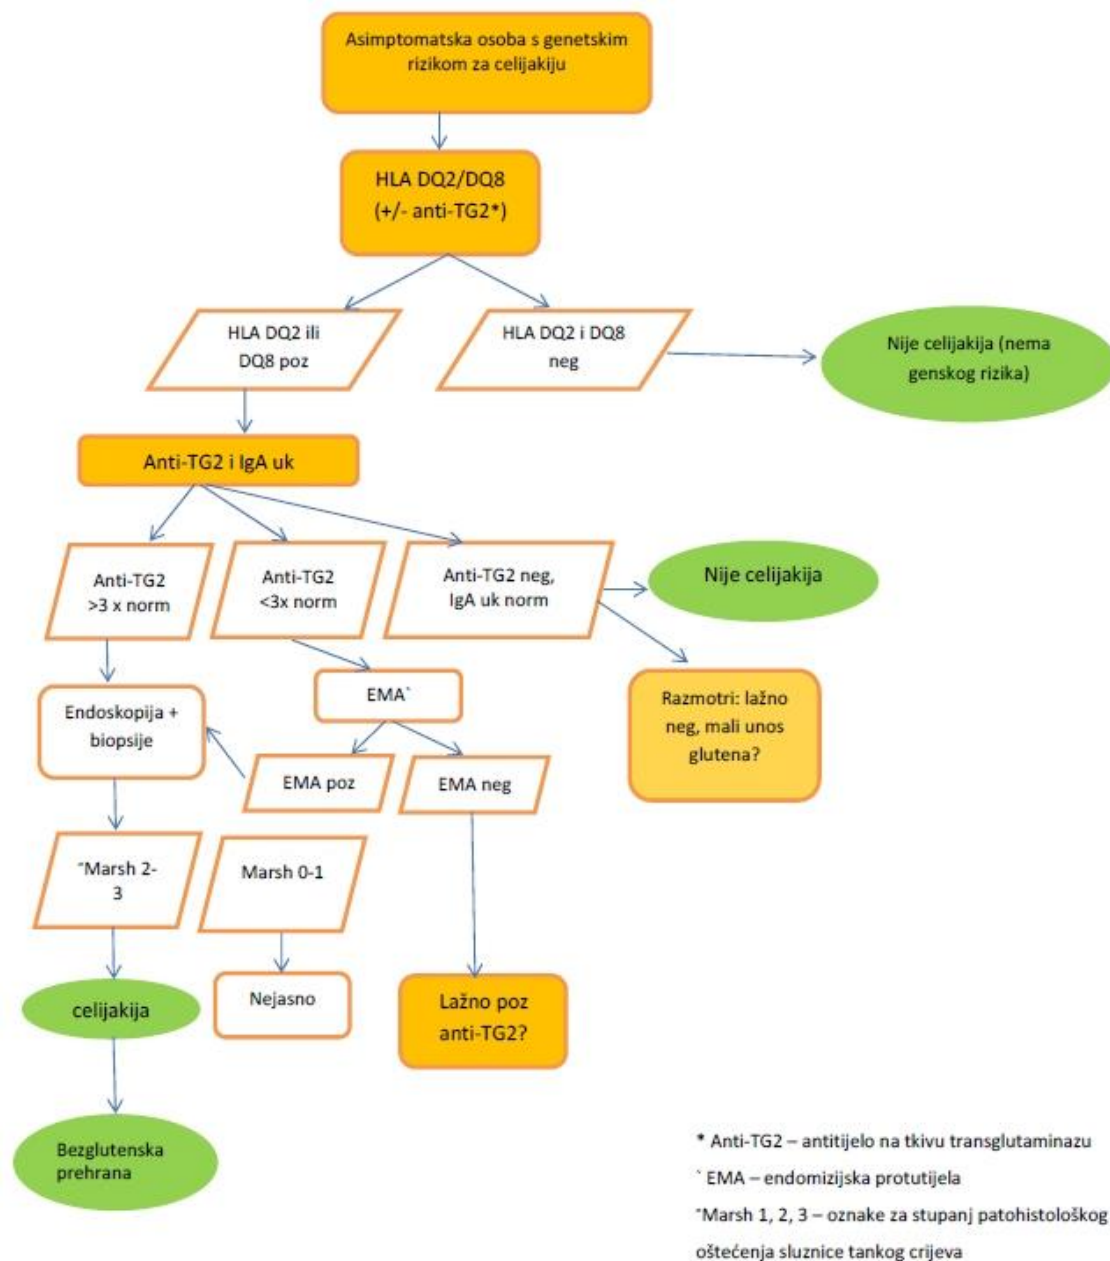 Asimptomatska osoba s genetskim
rizikom za celijakiju
HLA DQ2/DQ8
(+/- anti-TG2*)
HLA DQ2 ili
DQ8 poz
HLA DQ2 i DQ8
neg
Nije celijakija (nema
genskog rizika)
Anti-TG2 i IgA uk
Anti-TG2
>3 x norm
Anti-TG2
<3x norm
Anti-TG2 neg,
IgA uk norm
Nije celijakija
Endoskopija +
biopsije
EMA`
Razmotri: lažno
neg, mali unos
glutena?
EMA poz
EMA neg
"Marsh 2-
3
Marsh 0-1
celijakija
Nejasno
Lažno poz
anti-TG2?
Bezglutenska
prehrana
* Anti-TG2 – antitijelo na tkivu transglutaminazu
` EMA – endomizijska protutijela
"Marsh 1, 2, 3 – oznake za stupanj patohistološkog
oštećenja sluznice tankog crijeva